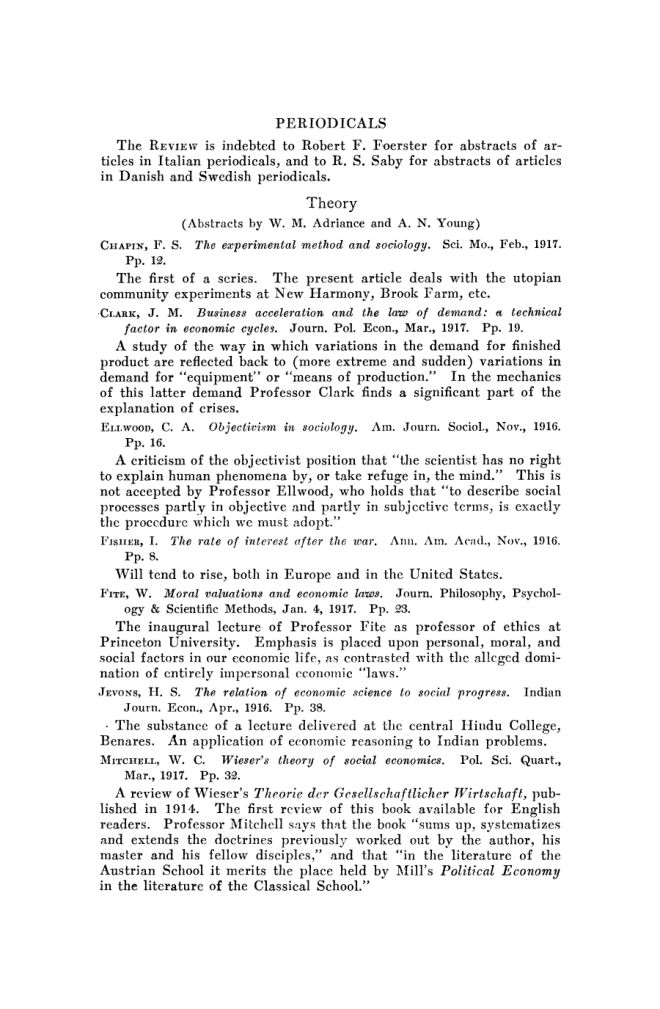 PERIODICALS
The REVIEW is indebted to Robert F. Foerster for abstracts of ar-
ticles in Italian periodicals, and to R. S. Saby for abstracts of articles
in Danish and Swedish periodicals.
Theory
(Abstracts by W. M. Adriance and A. N. Young)
CHAPIN, F. S. The experimental method and sociology. Sci. Mo., Feb., 1917.
Pp. 12.
The first of a series. The present article deals with the utopian
community experiments at New Harmony, Brook Farm, etc.
CLARK, J. M. Business acceleration and the law of demand: a technical
factor in economic cycles. Journ. Pol. Econ., Mar., 1917. Pp. 19.
A study of the way in which variations in the demand for finished
product are reflected back to (more extreme and sudden) variations in
demand for "equipment" or "means of production." In the mechanics
of this latter demand Professor Clark finds a significant part of the
explanation of crises.
ELLWOOD, C. A. Objectivism in sociology. Am. Journ. Sociol., Nov., 1916.
Pp. 16.
A criticism of the objectivist position that "the scientist has no right
to explain human phenomena by, or take refuge in, the mind." This is
not accepted by Professor Ellwood, who holds that "to describe social
processes partly in objective and partly in subjective terms, is exactly
the procedure which we must adopt."
FISHER, I. The rate of interest after the war. Ann. Am. Acad., Nov., 1916.
Pp. 8.
Will tend to rise, both in Europe and in the United States.
FITE, W. Moral valuations and economic laws. Journ. Philosophy, Psychol-
ogy & Scientific Methods, Jan. 4, 1917. Pp. 23.
The inaugural lecture of Professor Fite as professor of ethics at
Princeton University. Emphasis is placed upon personal, moral, and
social factors in our economic life, as contrasted with the alleged domi-
nation of entirely impersonal economic "laws."
JEVONS, H. S. The relation of economic science to social progress. Indian
Journ. Econ., Apr., 1916. Pp. 38.
The substance of a lecture delivered at the central Hindu College,
Benares. An application of economic reasoning to Indian problems.
MITCHELL, W. C. Wieser's theory of social economics. Pol. Sci. Quart.,
Mar., 1917. Pp. 32.
A review of Wieser's Theorie der Gesellschaftlicher Wirtschaft, pub-
lished in 1914. The first review of this book available for English
readers. Professor Mitchell says that the book "sums up, systematizes
and extends the doctrines previously worked out by the author, his
master and his fellow disciples," and that "in the literature of the
Austrian School it merits the place held by Mill's Political Economy
in the literature of the Classical School."